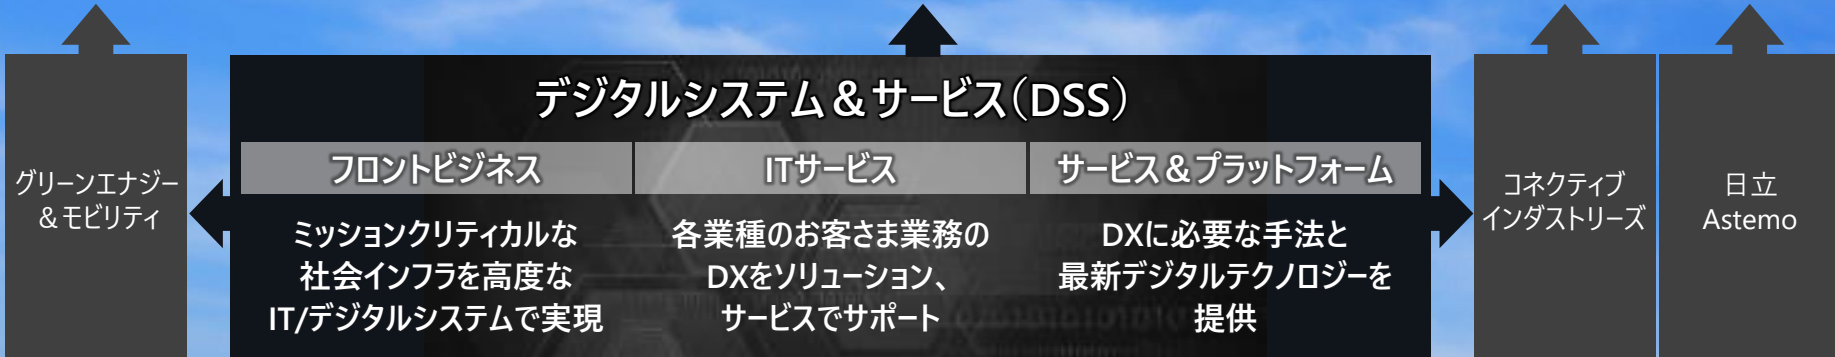 デジタルシステム＆サービス（DSS）
グリーンエナジー
＆モビリティ
フロントビジネス
ミッションクリティカルな
社会インフラを高度な
IT/デジタルシステムで実現
ITサービス
各業種のお客さま業務の
DXをソリューション、
サービスでサポート
サービス＆プラットフォーム
DXに必要な手法と
最新デジタルテクノロジーを
提供
コネクティブ
インダストリーズ
日立
Astemo